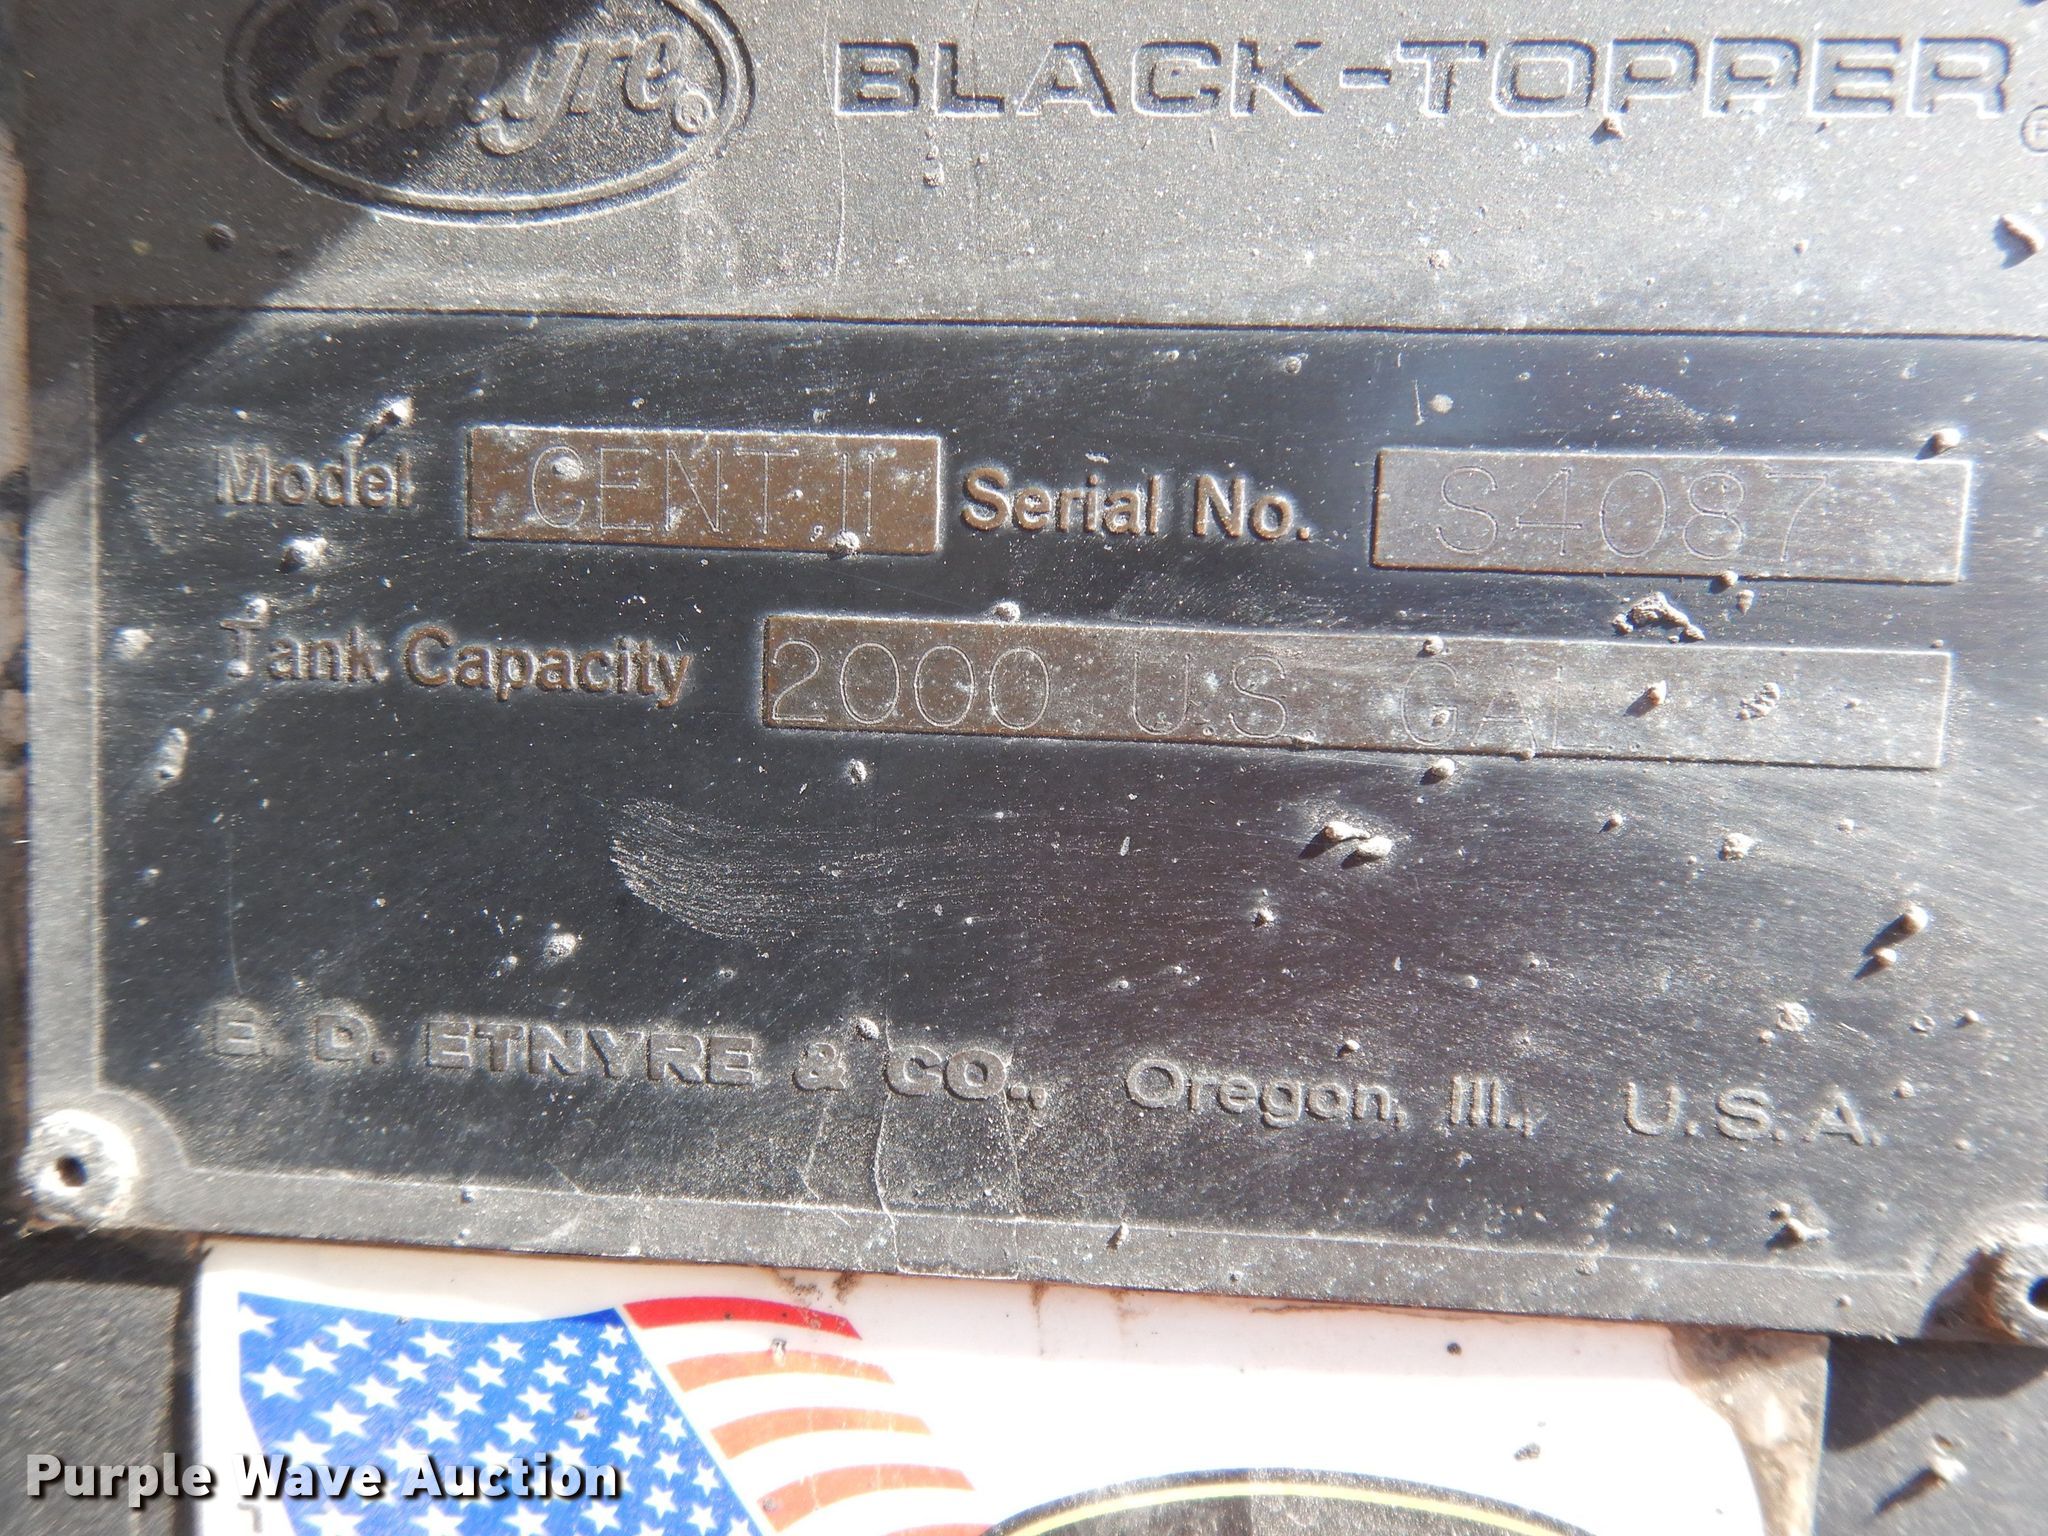 Etnyre® BLACK-TOPPER®
Model CENT. II Serial No. S4087
Tank Capacity 2000 U.S. GAL.
E. D. ETNYRE & CO., Oregon, Ill., U.S.A.
Purple Wave Auction